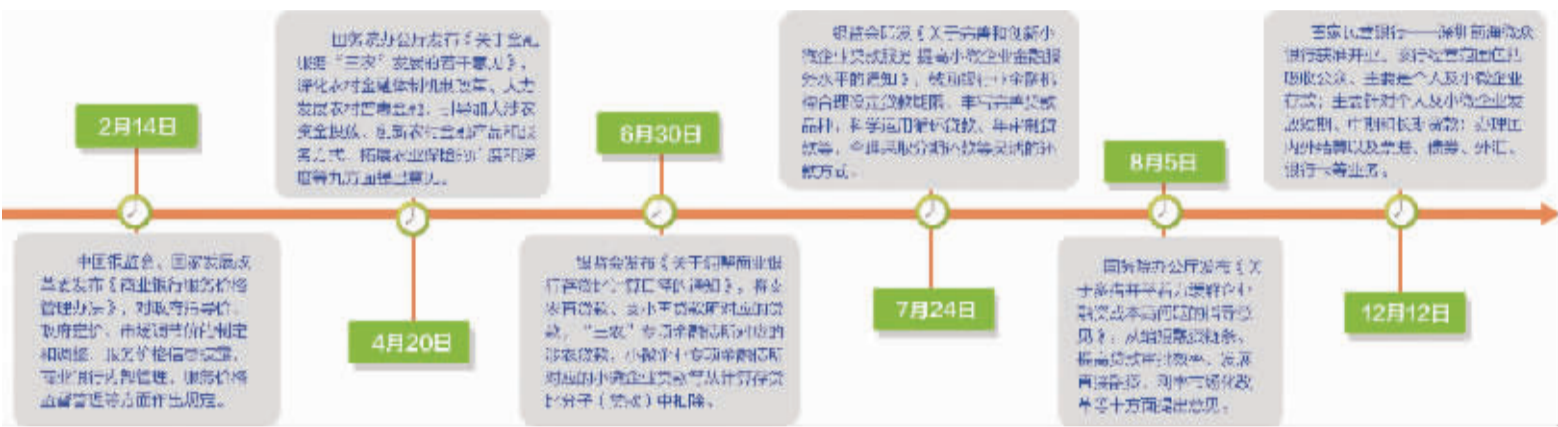 2月14日
中国银监会、国家发展改
革委发布《商业银行服务价格
管理办法》，对政府指导价、
政府定价、市场调节价的制定
和调整、服务价格信息披露、
商业银行内部管理、服务价格
监督管理等方面作出规定。
国务院办公厅发布《关于金融
服务“三农”发展的若干意见》，
深化农村金融体制机制改革、大力
发展农村普惠金融、引导加大涉农
资金投放、创新农村金融产品和服
务方式、拓展农业保险的广度和深
度等九方面提出意见。
4月20日
6月30日
银监会发布《关于调整商业银
行存贷比计算口径的通知》，将支
农再贷款、支小再贷款所对应的贷
款，“三农”专项金融债所对应的
涉农贷款，小微企业专项金融债所
对应的小微企业贷款等从计算存贷
比分子（贷款）中扣除。
银监会印发《关于完善和创新小
微企业贷款服务 提高小微企业金融服
务水平的通知》，鼓励银行业金融机
构合理设定贷款期限、丰富完善贷款
品种，科学运用循环贷款、年审制贷
款等，合理采取分期还款等灵活的还
款方式。
7月24日
8月5日
国务院办公厅发布《关
于多措并举着力缓解企业
融资成本高问题的指导意
见》，从缩短融资链条、
提高贷款审批效率、发展
直接融资、利率市场化改
革等十方面提出意见。
首家民营银行——深圳前海微众
银行获准开业。该行经营范围包括
吸收公众、主要是个人及小微企业
存款；主要针对个人及小微企业发
放短期、中期和长期贷款；办理国
内外结算以及票据、债券、外汇、
银行卡等业务。
12月12日